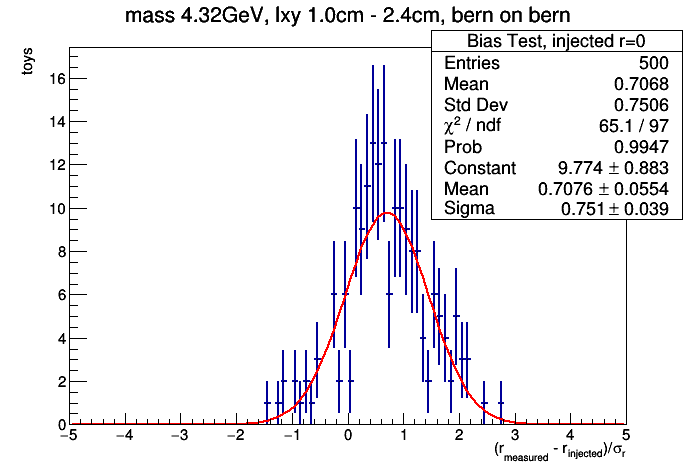 mass 4.32GeV, lxy 1.0cm - 2.4cm, bern on bern
toys
Bias Test, injected r=0
Entries 500
Mean 0.7068
Std Dev 0.7506
χ² / ndf 65.1 / 97
Prob 0.9947
Constant 9.774 ± 0.883
Mean 0.7076 ± 0.0554
Sigma 0.751 ± 0.039
16
14
12
10
8
6
4
2
0
−5 −4 −3 −2 −1 0 1 2 3 4 5
(r_measured - r_injected)/σ_r